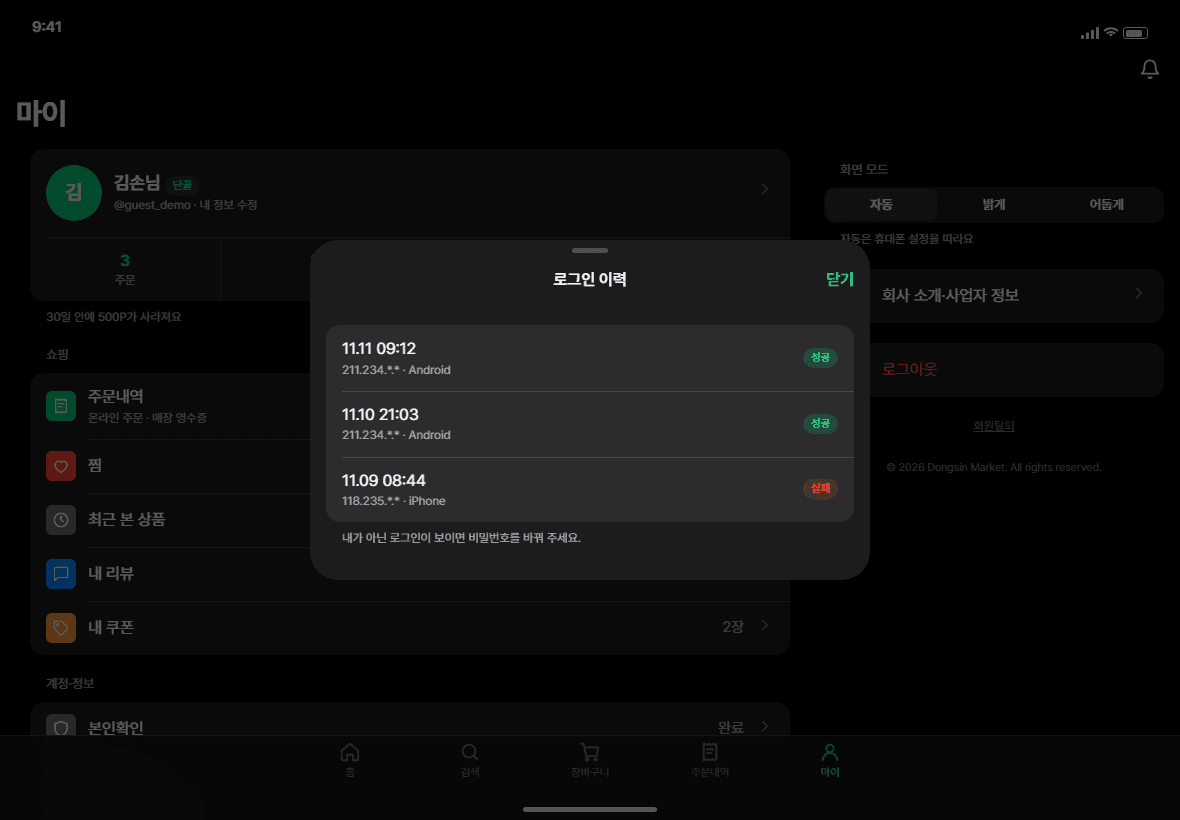 9:41
마이
김
김손님 단골
@guest_demo · 내 정보 수정
3
주문
30일 안에 500P가 사라져요
쇼핑
주문내역
온라인 주문 · 매장 영수증
찜
최근 본 상품
내 리뷰
내 쿠폰
2장
계정·정보
본인확인
완료
화면 모드
자동
밝게
어둡게
자동은 휴대폰 설정을 따라요
회사 소개·사업자 정보
로그아웃
회원탈퇴
© 2026 Dongsin Market. All rights reserved.
로그인 이력
닫기
11.11 09:12
211.234.*.* · Android
성공
11.10 21:03
211.234.*.* · Android
성공
11.09 08:44
118.235.*.* · iPhone
실패
내가 아닌 로그인이 보이면 비밀번호를 바꿔 주세요.
홈
검색
장바구니
주문내역
마이